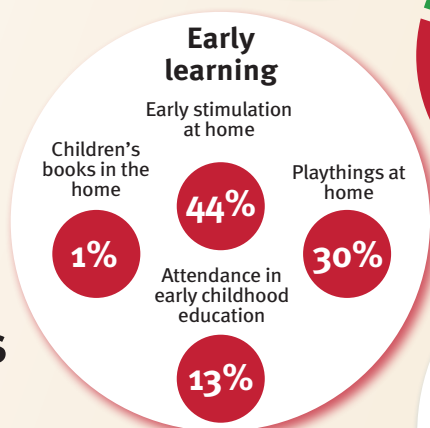 Early
learning
Early stimulation
at home
44%
Children's
books in the
home
1%
Playthings at
home
30%
Attendance in
early childhood
education
13%
s